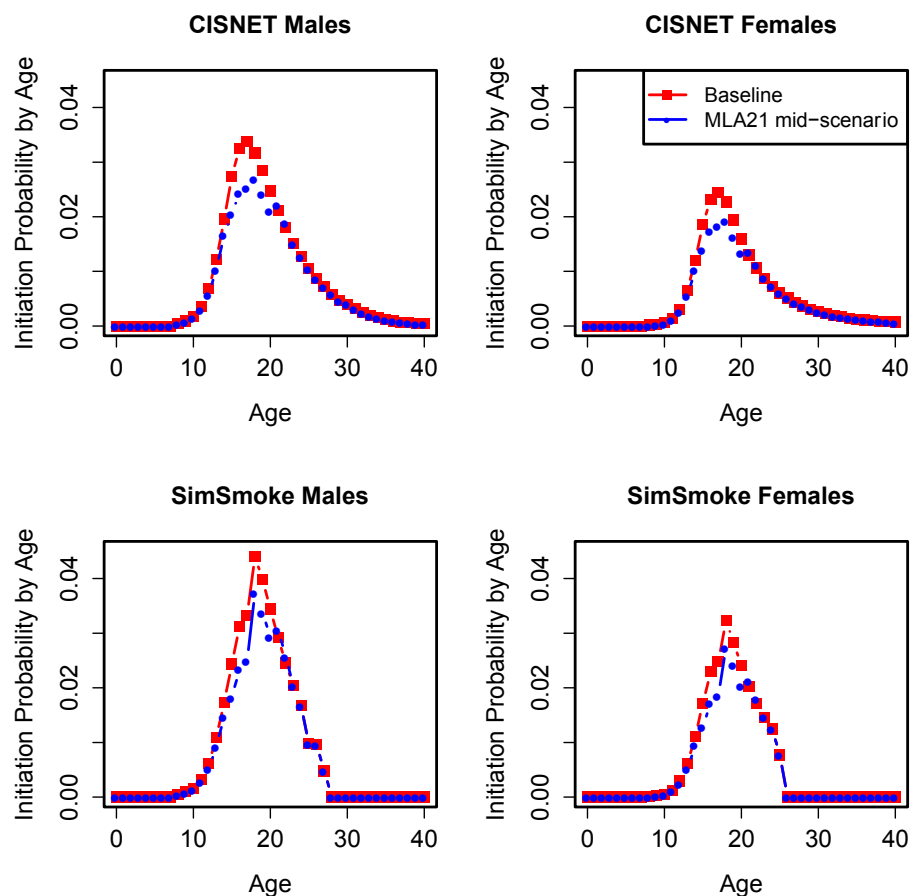 CISNET Males
CISNET Females
Initiation Probability by Age
0.00 0.02 0.04
0 10 20 30 40
Age
Initiation Probability by Age
0.00 0.02 0.04
Baseline
MLA21 mid−scenario
0 10 20 30 40
Age
SimSmoke Males
SimSmoke Females
Initiation Probability by Age
0.00 0.02 0.04
0 10 20 30 40
Age
Initiation Probability by Age
0.00 0.02 0.04
0 10 20 30 40
Age